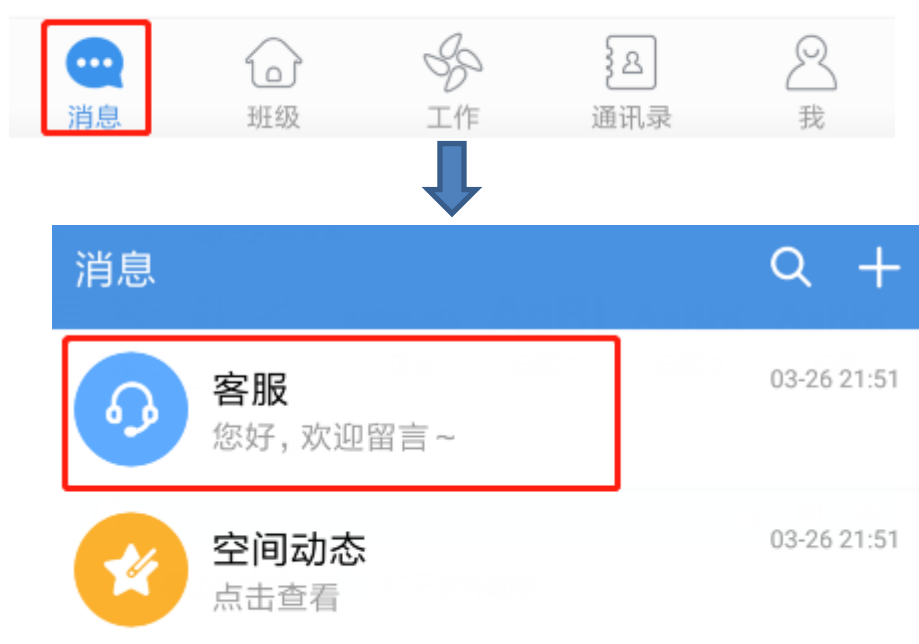 消息 班级 工作 通讯录 我
消息
客服 03-26 21:51
您好，欢迎留言~
空间动态 03-26 21:51
点击查看